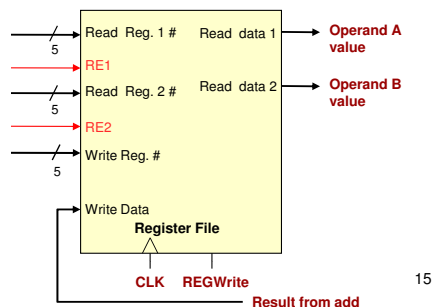 Read Reg. 1 # Read data 1 Operand A
value
5
RE1
Read Reg. 2 # Read data 2 Operand B
value
5
RE2
Write Reg. #
5
Write Data
Register File
CLK REGWrite
15
Result from add